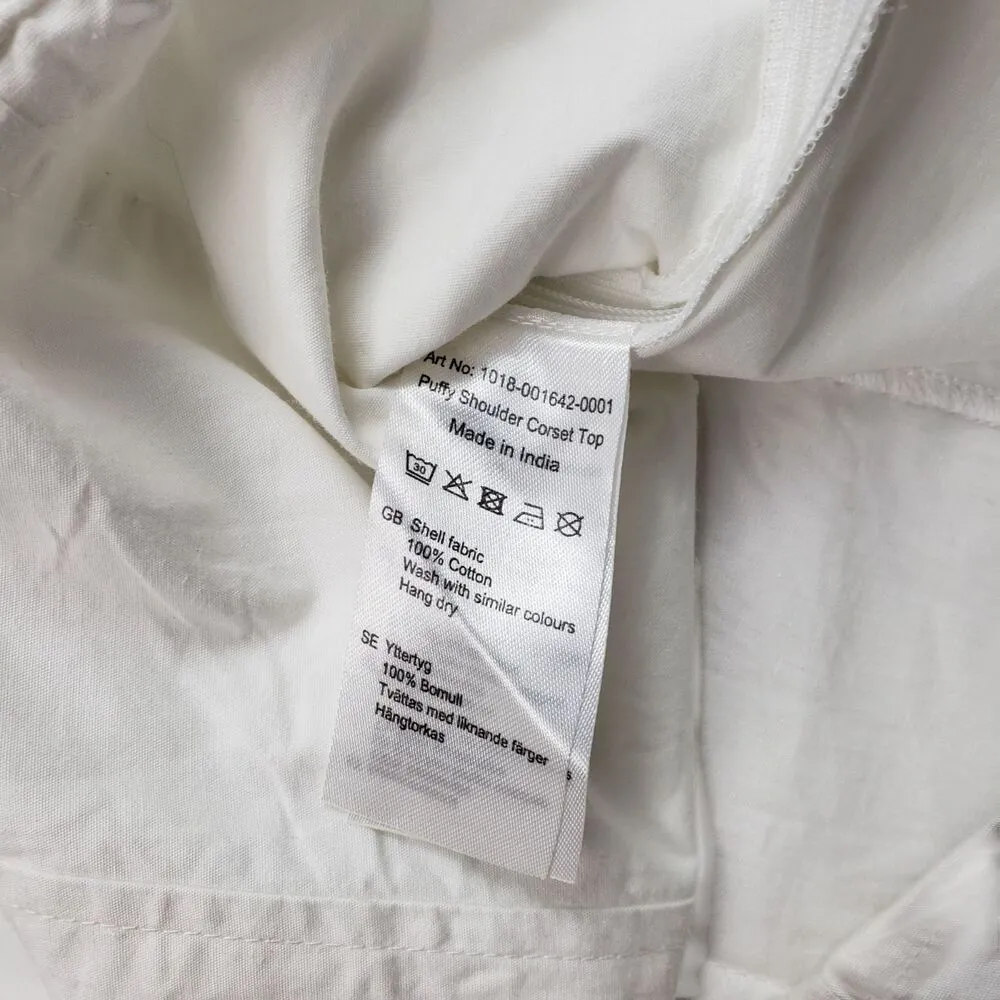 Art No: 1018-001642-0001
Puffy Shoulder Corset Top
Made in India
30
GB Shell fabric
100% Cotton
Wash with similar colours
Hang dry
SE Yttertyg
100% Bomull
Tvättas med liknande färger
Hängtorkas
s